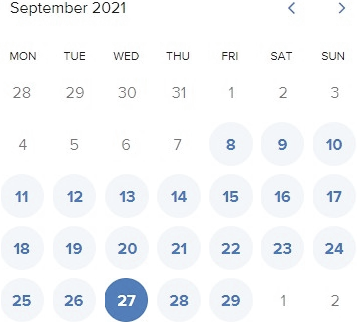 September 2021
MON TUE WED THU FRI SAT SUN
28 29 30 31 1 2 3
4 5 6 7 8 9 10
11 12 13 14 15 16 17
18 19 20 21 22 23 24
25 26 27 28 29 1 2